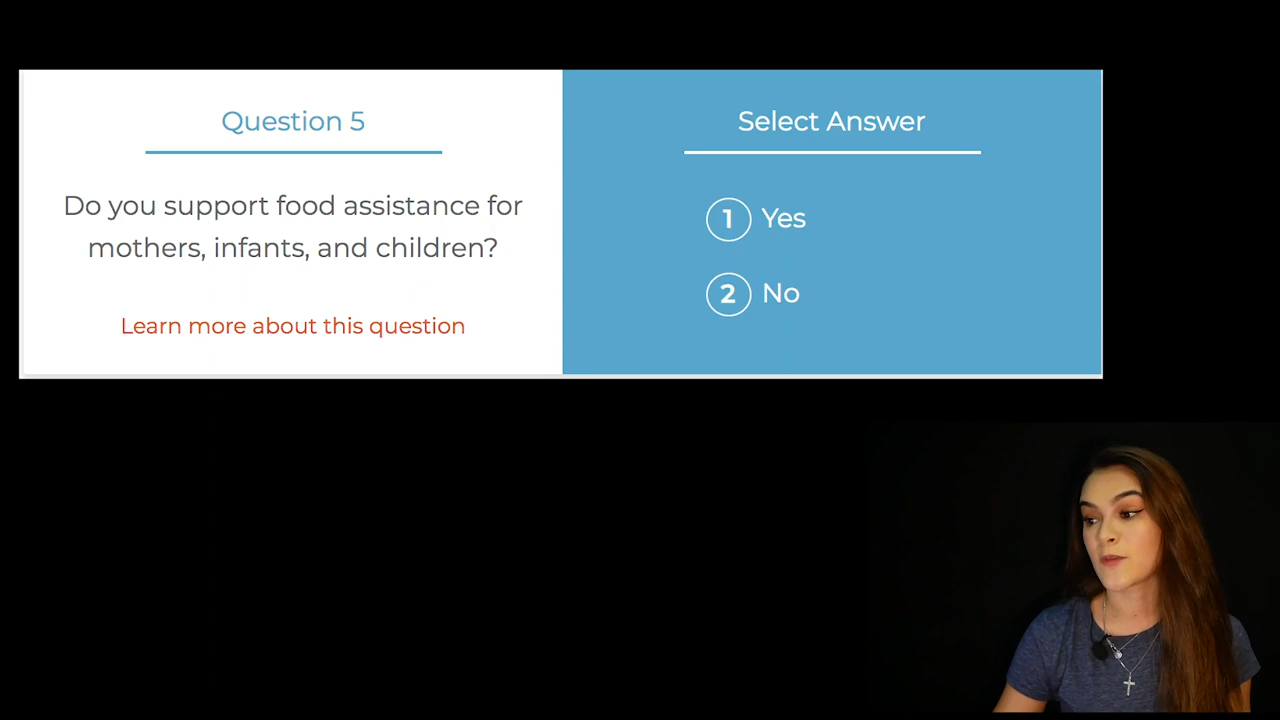 Question 5
Do you support food assistance for
mothers, infants, and children?
Learn more about this question
Select Answer
1 Yes
2 No